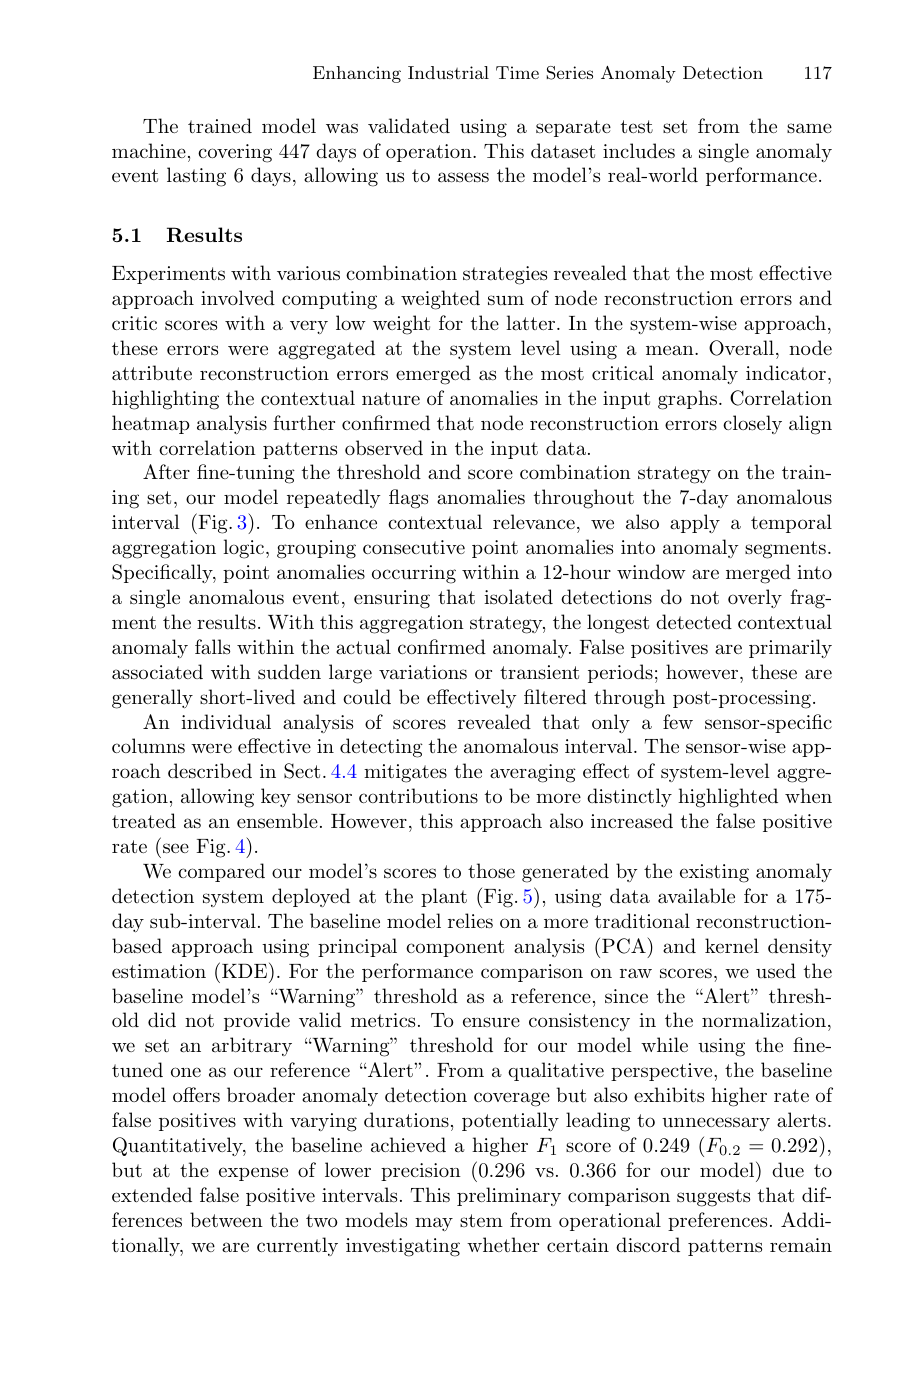 Enhancing Industrial Time Series Anomaly Detection 117
The trained model was validated using a separate test set from the same
machine, covering 447 days of operation. This dataset includes a single anomaly
event lasting 6 days, allowing us to assess the model's real-world performance.
5.1 Results
Experiments with various combination strategies revealed that the most effective
approach involved computing a weighted sum of node reconstruction errors and
critic scores with a very low weight for the latter. In the system-wise approach,
these errors were aggregated at the system level using a mean. Overall, node
attribute reconstruction errors emerged as the most critical anomaly indicator,
highlighting the contextual nature of anomalies in the input graphs. Correlation
heatmap analysis further confirmed that node reconstruction errors closely align
with correlation patterns observed in the input data.
After fine-tuning the threshold and score combination strategy on the train-
ing set, our model repeatedly flags anomalies throughout the 7-day anomalous
interval (Fig. 3). To enhance contextual relevance, we also apply a temporal
aggregation logic, grouping consecutive point anomalies into anomaly segments.
Specifically, point anomalies occurring within a 12-hour window are merged into
a single anomalous event, ensuring that isolated detections do not overly frag-
ment the results. With this aggregation strategy, the longest detected contextual
anomaly falls within the actual confirmed anomaly. False positives are primarily
associated with sudden large variations or transient periods; however, these are
generally short-lived and could be effectively filtered through post-processing.
An individual analysis of scores revealed that only a few sensor-specific
columns were effective in detecting the anomalous interval. The sensor-wise app-
roach described in Sect. 4.4 mitigates the averaging effect of system-level aggre-
gation, allowing key sensor contributions to be more distinctly highlighted when
treated as an ensemble. However, this approach also increased the false positive
rate (see Fig. 4).
We compared our model's scores to those generated by the existing anomaly
detection system deployed at the plant (Fig. 5), using data available for a 175-
day sub-interval. The baseline model relies on a more traditional reconstruction-
based approach using principal component analysis (PCA) and kernel density
estimation (KDE). For the performance comparison on raw scores, we used the
baseline model's “Warning” threshold as a reference, since the “Alert” thresh-
old did not provide valid metrics. To ensure consistency in the normalization,
we set an arbitrary “Warning” threshold for our model while using the fine-
tuned one as our reference “Alert”. From a qualitative perspective, the baseline
model offers broader anomaly detection coverage but also exhibits higher rate of
false positives with varying durations, potentially leading to unnecessary alerts.
Quantitatively, the baseline achieved a higher F1 score of 0.249 (F0.2 = 0.292),
but at the expense of lower precision (0.296 vs. 0.366 for our model) due to
extended false positive intervals. This preliminary comparison suggests that dif-
ferences between the two models may stem from operational preferences. Addi-
tionally, we are currently investigating whether certain discord patterns remain